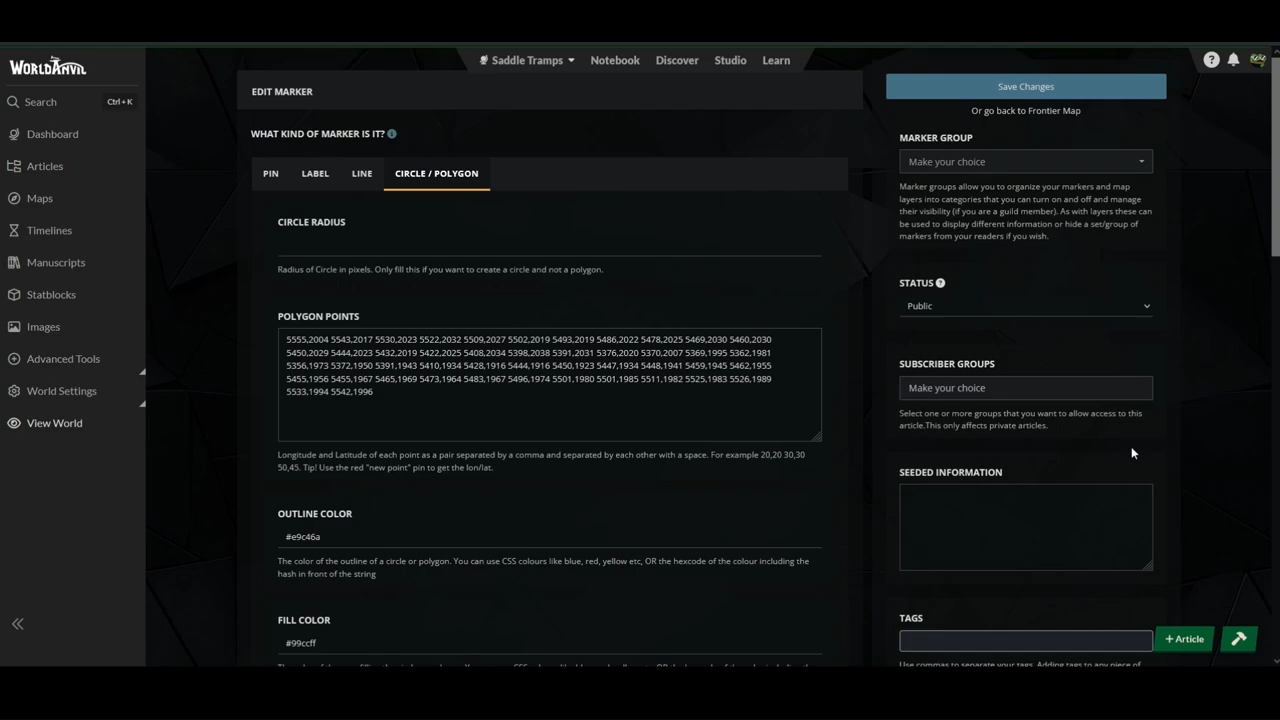 WORLDANVIL
Saddle Tramps
Notebook
Discover
Studio
Learn
Search
Ctrl+K
Dashboard
Articles
Maps
Timelines
Manuscripts
Statblocks
Images
Advanced Tools
World Settings
View World
EDIT MARKER
WHAT KIND OF MARKER IS IT?
PIN
LABEL
LINE
CIRCLE / POLYGON
CIRCLE RADIUS
Radius of Circle in pixels. Only fill this if you want to create a circle and not a polygon.
POLYGON POINTS
5555,2004 5543,2017 5530,2023 5522,2032 5509,2027 5502,2019 5493,2019 5486,2022 5478,2025 5469,2030 5460,2030
5450,2029 5444,2023 5432,2019 5422,2025 5408,2034 5398,2038 5391,2031 5376,2020 5370,2007 5369,1995 5362,1981
5356,1973 5372,1950 5391,1943 5410,1934 5428,1916 5444,1916 5450,1923 5447,1934 5448,1941 5459,1945 5462,1955
5455,1956 5455,1967 5465,1969 5473,1964 5483,1967 5496,1974 5501,1980 5501,1985 5511,1982 5525,1983 5526,1989
5533,1994 5542,1996
Longitude and Latitude of each point as a pair separated by a comma and separated by each other with a space. For example 20,20 30,30
50,45. Tip! Use the red "new point" pin to get the lon/lat.
OUTLINE COLOR
#e9c46a
The color of the outline of a circle or polygon. You can use CSS colours like blue, red, yellow etc, OR the hexcode of the colour including the
hash in front of the string
FILL COLOR
#99ccff
Save Changes
Or go back to Frontier Map
MARKER GROUP
Make your choice
Marker groups allow you to organize your markers and map
layers into categories that you can turn on and off and manage
their visibility (if you are a guild member). As with layers these can
be used to display different information or hide a set/group of
markers from your readers if you wish.
STATUS
Public
SUBSCRIBER GROUPS
Make your choice
Select one or more groups that you want to allow access to this
article.This only affects private articles.
SEEDED INFORMATION
TAGS
+ Article
Use commas to separate your tags. Adding tags to any piece of